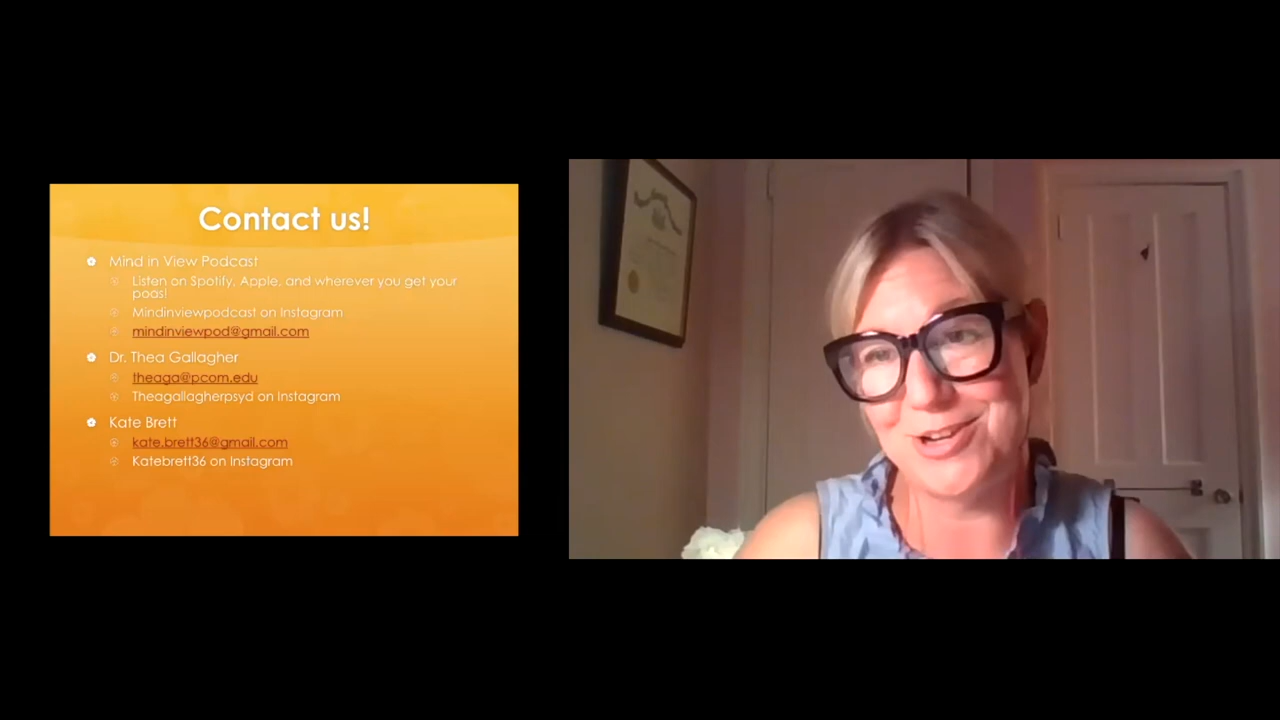 Contact us!
Mind in View Podcast
Listen on Spotify, Apple, and wherever you get your
poas!
Mindinviewpodcast on Instagram
mindinviewpod@gmail.com
Dr. Thea Gallagher
theaga@pcom.edu
Theagallagherpsyd on Instagram
Kate Brett
kate.brett36@gmail.com
Katebrett36 on Instagram